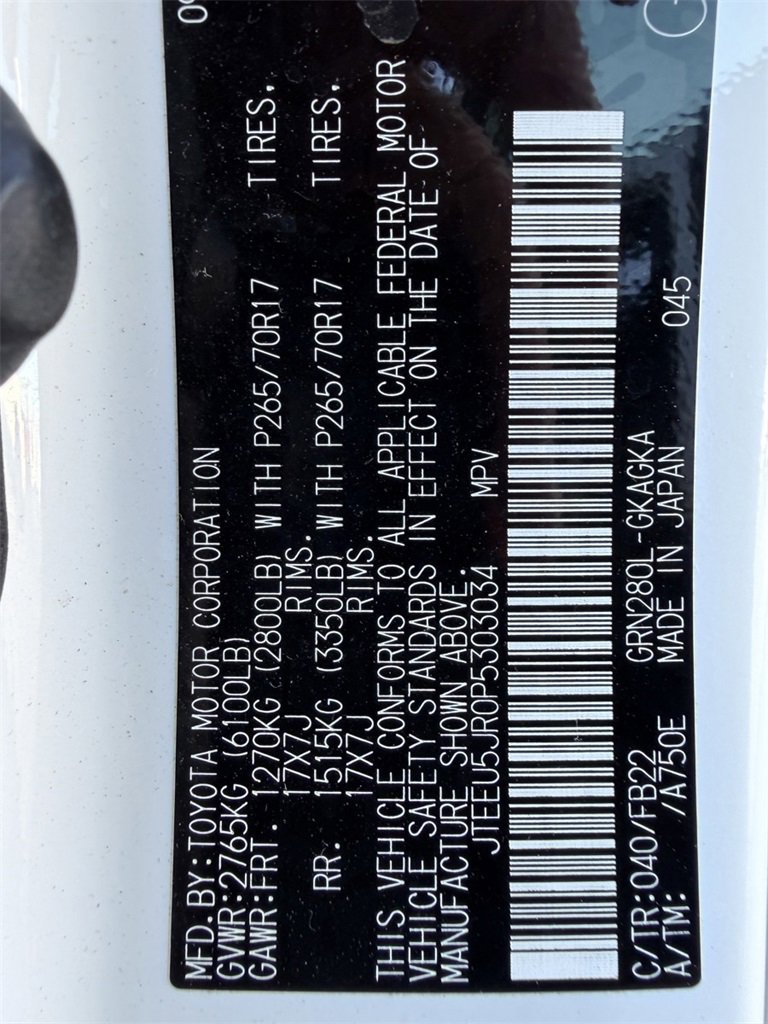 MFD.BY:TOYOTA MOTOR CORPORATION
GVWR:2765KG (6100LB)
GAWR:FRT. 1270KG (2800LB) WITH P265/70R17 TIRES,
17X7J RIMS.
RR. 1515KG (3350LB) WITH P265/70R17 TIRES,
17X7J RIMS.
THIS VEHICLE CONFORMS TO ALL APPLICABLE FEDERAL MOTOR
VEHICLE SAFETY STANDARDS IN EFFECT ON THE DATE OF
MANUFACTURE SHOWN ABOVE.
JTEEU5JR0P5303034 MPV
C/TR:040/FB22 GRN280L-GKAGKA
A/TM: /A750E MADE IN JAPAN 045